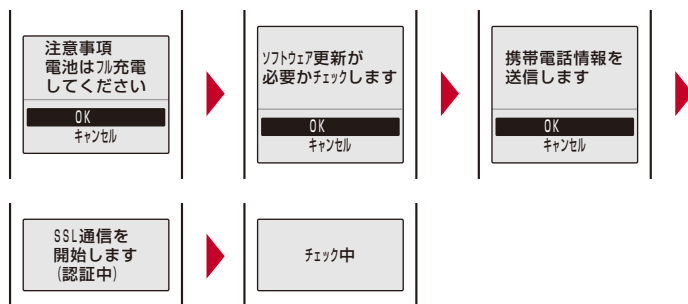 注意事項
電池はﾌﾙ充電
してください
OK
キャンセル
ｿﾌﾄｳｪｱ更新が
必要かﾁｪｯｸします
OK
キャンセル
携帯電話情報を
送信します
OK
キャンセル
SSL通信を
開始します
(認証中)
ﾁｪｯｸ中